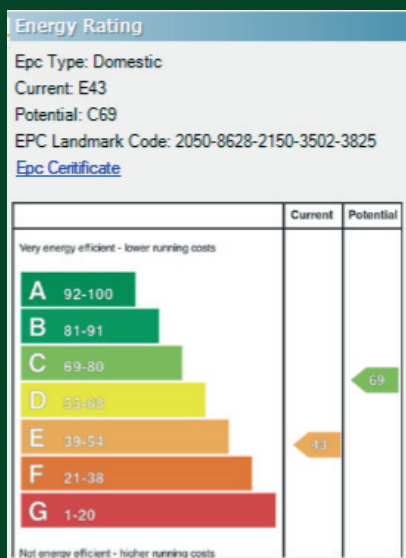 Energy Rating
Epc Type: Domestic
Current: E43
Potential: C69
EPC Landmark Code: 2050-8628-2150-3502-3825
Epc Ceritificate
Current Potential
Very energy efficient - lower running costs
A 92-100
B 81-91
C 69-80
69
D 55-68
E 39-54
43
F 21-38
G 1-20
Not energy efficient - higher running costs